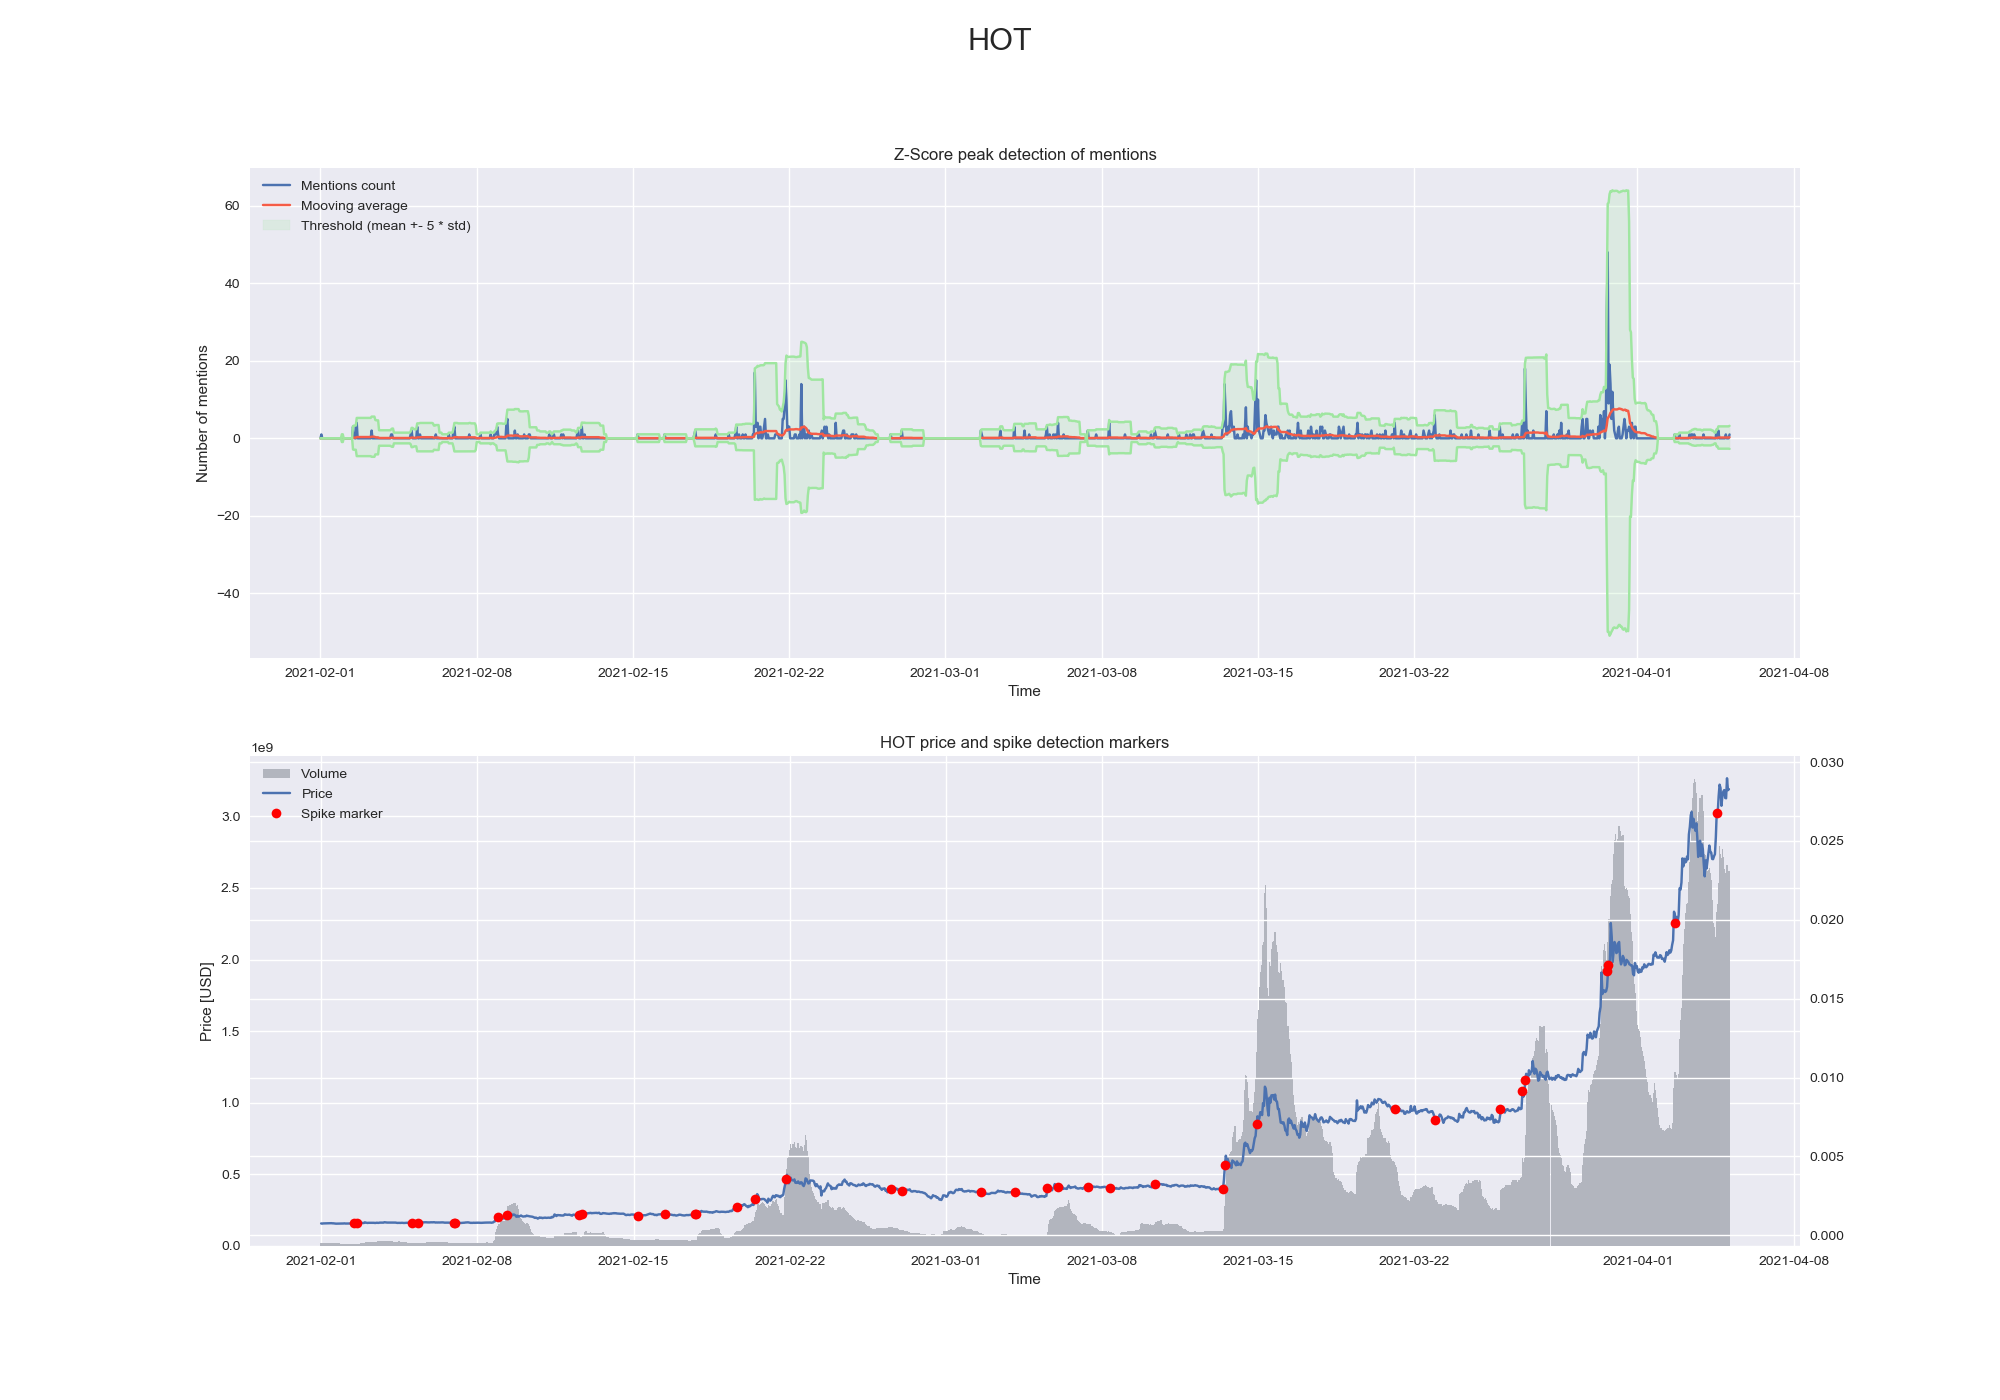 HOT
Z-Score peak detection of mentions
Mentions count
Mooving average
Threshold (mean +- 5 * std)
Number of mentions
60
40
20
0
−20
−40
2021-02-01 2021-02-08 2021-02-15 2021-02-22 2021-03-01 2021-03-08 2021-03-15 2021-03-22 2021-04-01 2021-04-08
Time
HOT price and spike detection markers
1e9
Volume
Price
Spike marker
Price [USD]
3.0
2.5
2.0
1.5
1.0
0.5
0.0
0.030
0.025
0.020
0.015
0.010
0.005
0.000
2021-02-01 2021-02-08 2021-02-15 2021-02-22 2021-03-01 2021-03-08 2021-03-15 2021-03-22 2021-04-01 2021-04-08
Time